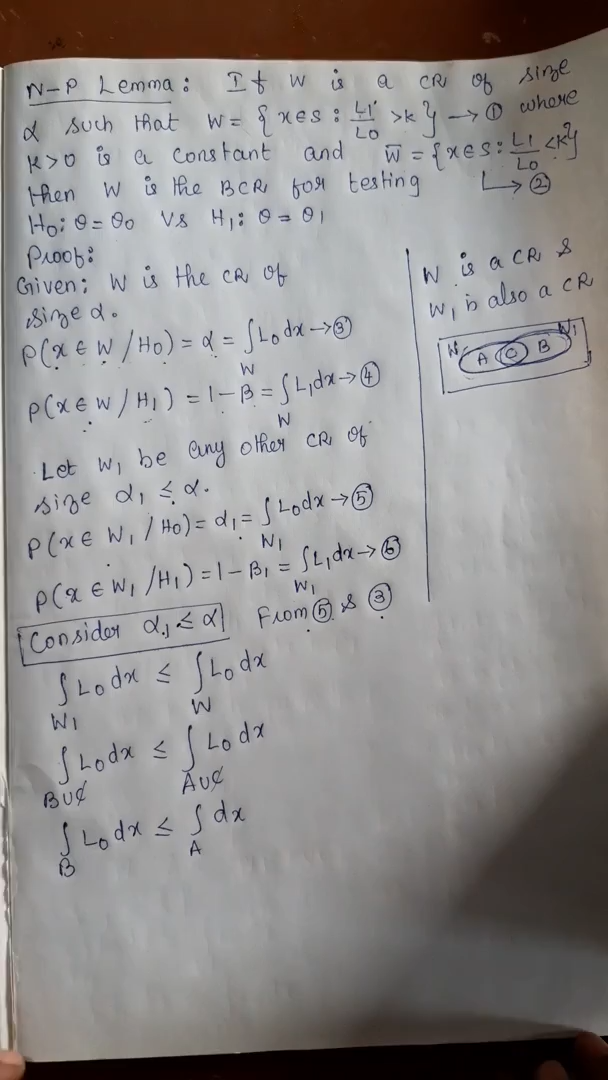 N-P Lemma: If W is a CR of size
α such that W = {x∈s : L1/L0 >k} → ① where
k>0 is a constant and W̅ = {x∈s : L1/L0 <k}
then W is the BCR for testing ↳ ②
H0: θ = θ0 VS H1: θ = θ1
Proof:
Given: W is the CR of
size α.
P(x ∈ W / H0) = α = ∫W L0 dx → ③
P(x ∈ W / H1) = 1 - β = ∫W L1 dx → ④
Let W1 be any other CR of
size α1 ≤ α.
P(x ∈ W1 / H0) = α1 = ∫W1 L0 dx → ⑤
P(x ∈ W1 / H1) = 1 - β1 = ∫W1 L1 dx → ⑥
Consider α1 ≤ α From ⑤ & ③
∫W1 L0 dx ≤ ∫W L0 dx
∫B∪C L0 dx ≤ ∫A∪C L0 dx
∫B L0 dx ≤ ∫A dx
W is a CR &
W1 is also a CR
W A C B W1